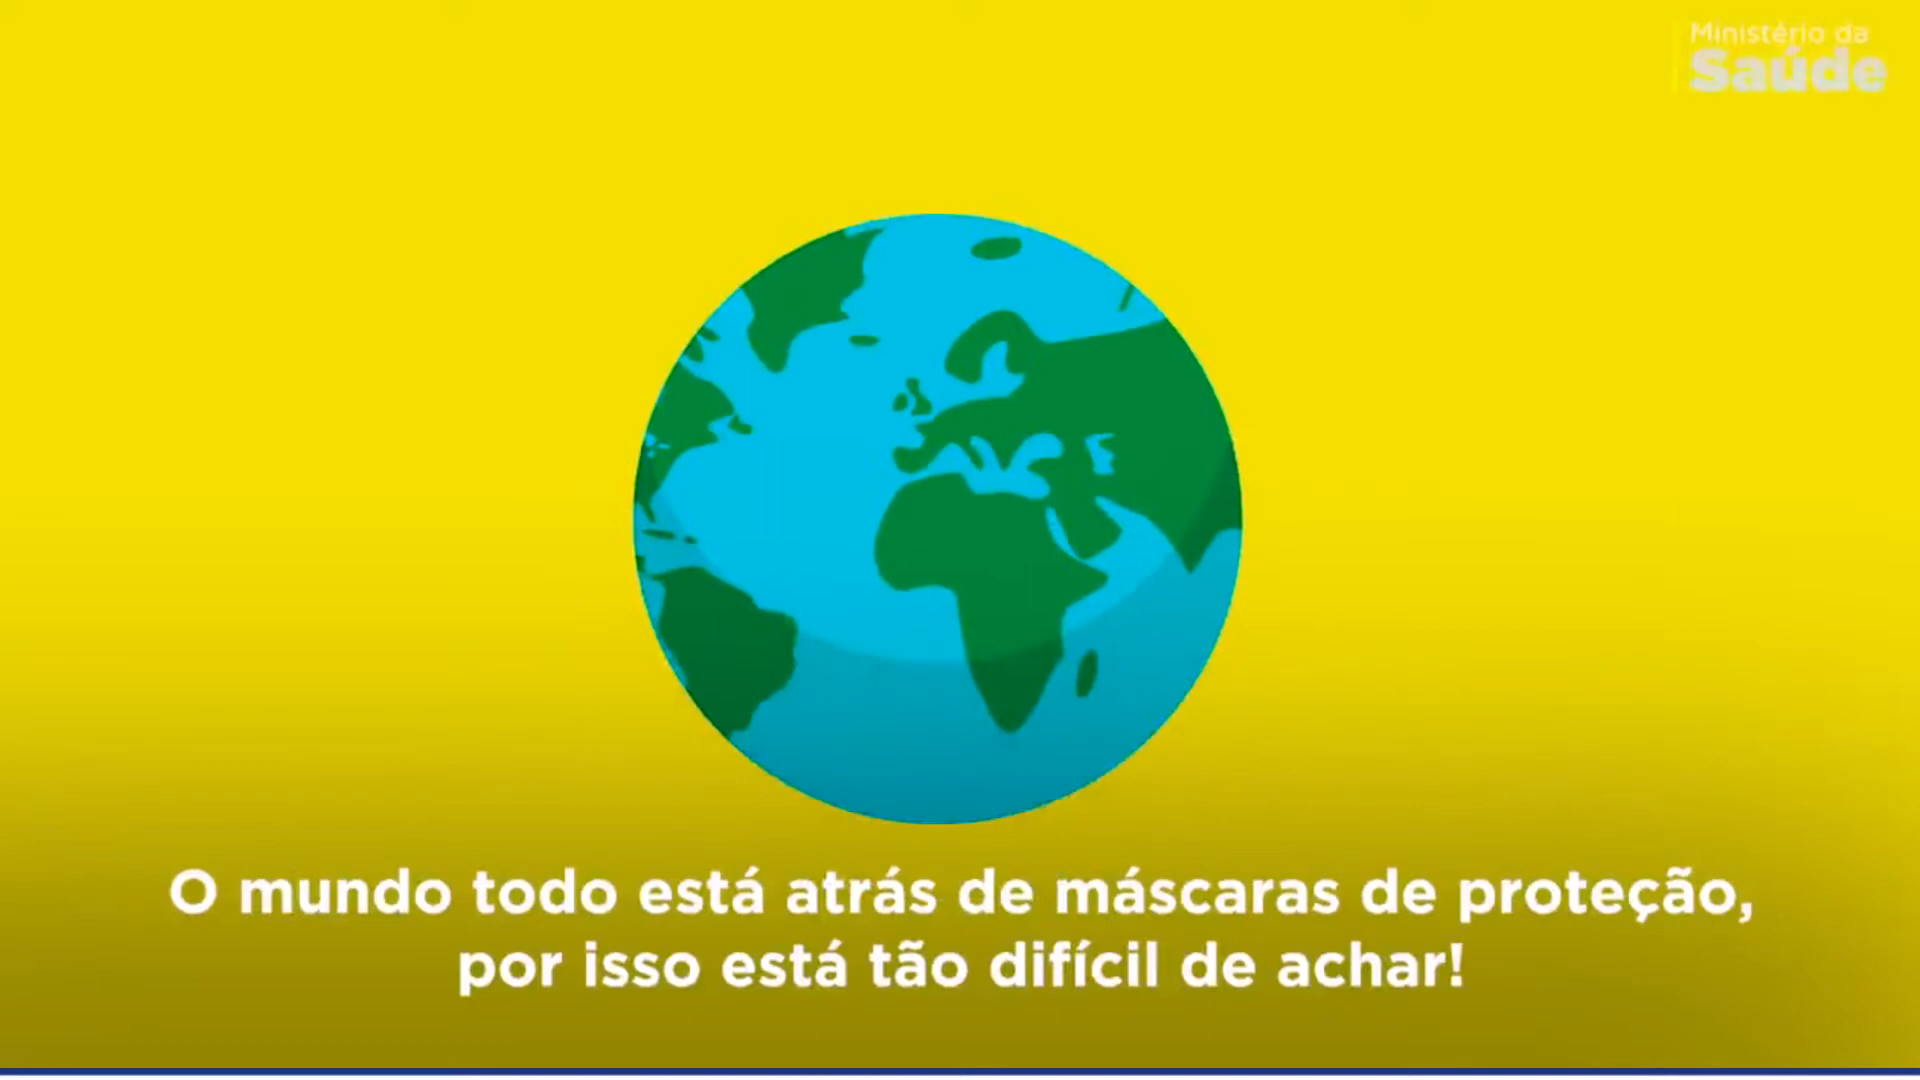 Ministério da
Saúde
O mundo todo está atrás de máscaras de proteção,
por isso está tão difícil de achar!